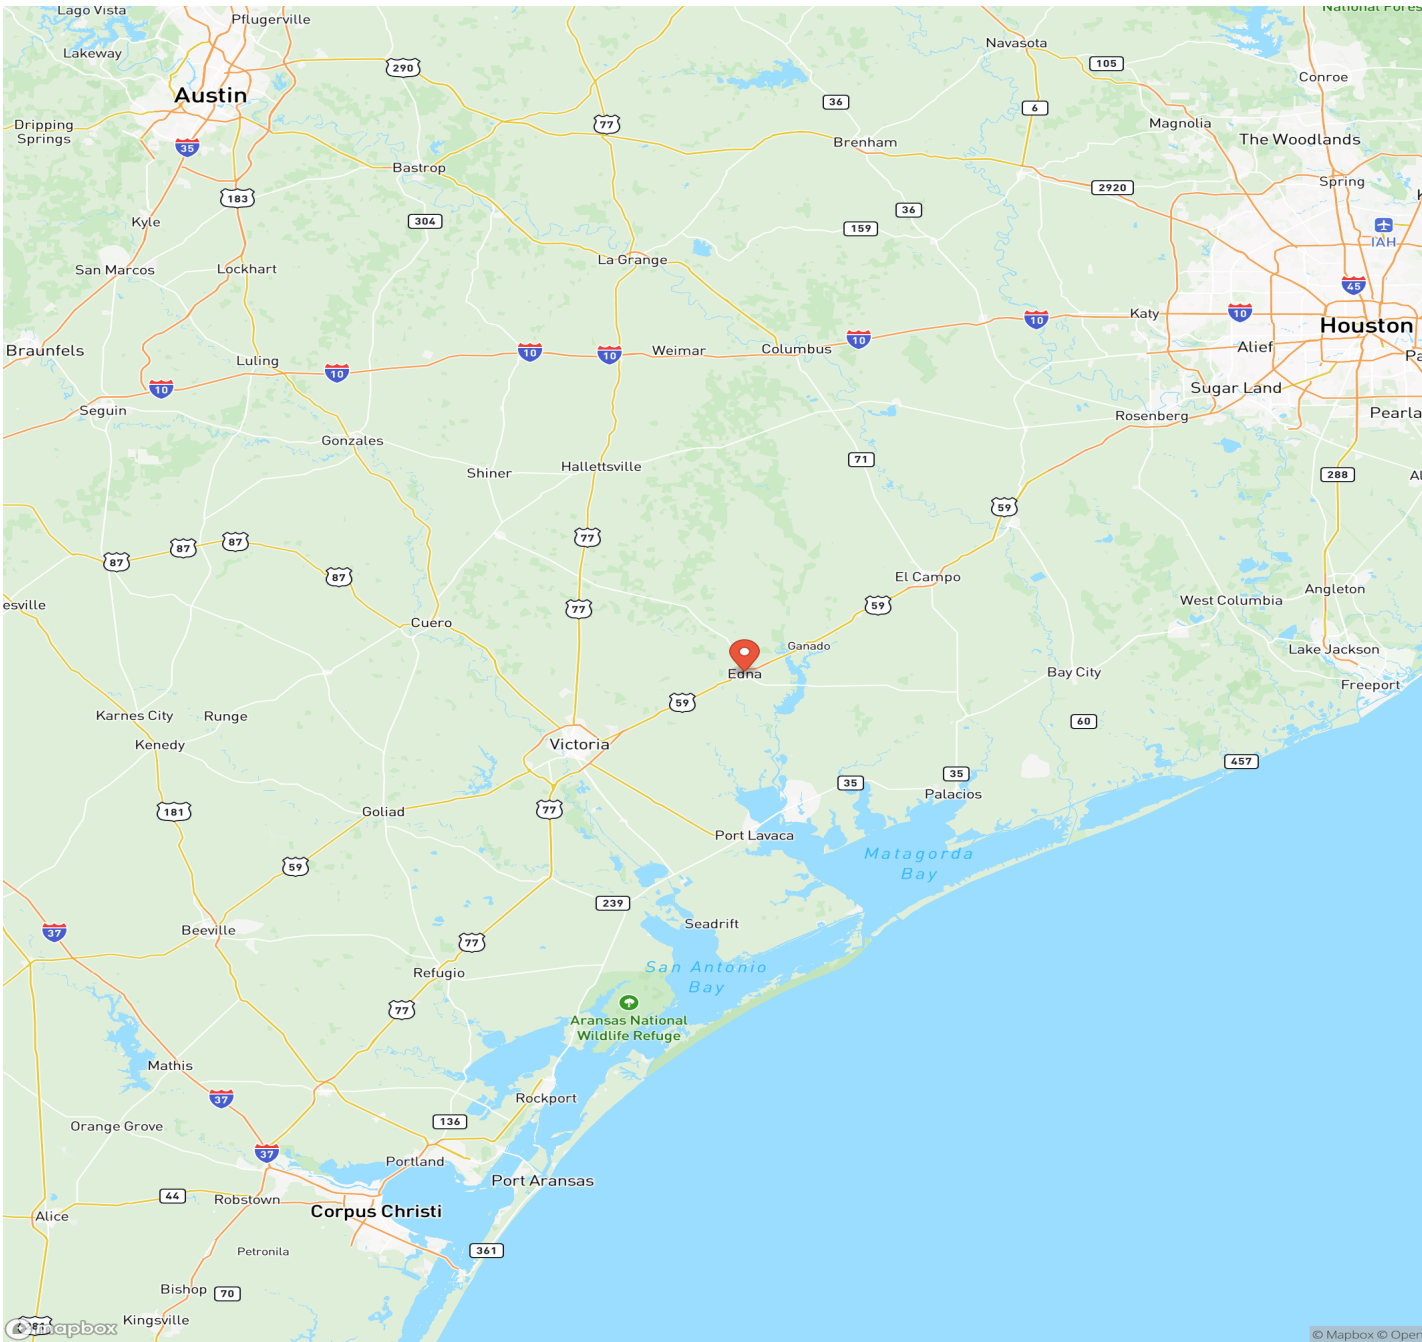 Lago Vista
Pflugerville
National Fores
Navasota
Lakeway
290
105
Conroe
Austin
36
6
Dripping
Springs
77
Magnolia
The Woodlands
35
Brenham
Bastrop
Spring
183
2920
304
36
Kyle
159
IAH
San Marcos
Lockhart
La Grange
45
Katy
10
10
Houston
Braunfels
10
10
Weimar
Columbus
10
Alief
Luling
10
Pa
10
Sugar Land
Seguin
Rosenberg
Pearla
Gonzales
71
Shiner
Hallettsville
288
Al
59
77
87
87
87
87
El Campo
Angleton
esville
77
59
West Columbia
Cuero
Ganado
Lake Jackson
Edna
Bay City
Freeport
59
Karnes City
Runge
60
Kenedy
Victoria
457
35
35
181
Goliad
77
Palacios
Port Lavaca
Matagorda
Bay
59
239
37
Beeville
Seadrift
77
Refugio
San Antonio
Bay
77
Aransas National
Wildlife Refuge
Mathis
37
Rockport
Orange Grove
136
37
Portland
Port Aransas
44
Robstown
Corpus Christi
Alice
Petronila
361
Bishop
70
Kingsville
mapbox
© Mapbox © Open